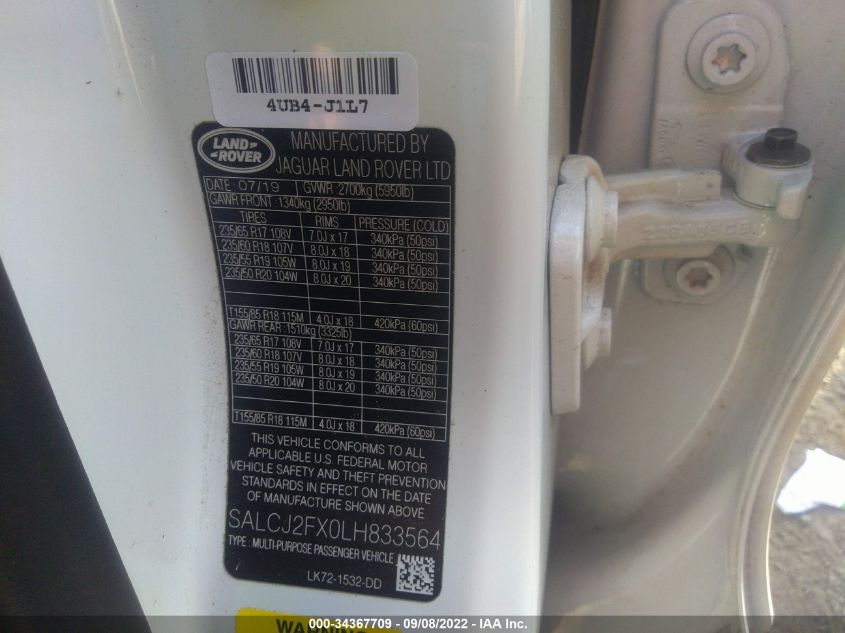 4UB4-J1L7
LAND ROVER
MANUFACTURED BY
JAGUAR LAND ROVER LTD
DATE : 07/19 GVWR : 2700kg (5950lb)
GAWR FRONT : 1340kg (2950lb)
TIRES RIMS PRESSURE (COLD)
235/65 R17 108V 7.0J x 17 340kPa (50psi)
235/60 R18 107V 8.0J x 18 340kPa (50psi)
235/55 R19 105W 8.0J x 19 340kPa (50psi)
235/50 R20 104W 8.0J x 20 340kPa (50psi)
T155/85 R18 115M 4.0J x 18 420kPa (60psi)
GAWR REAR : 1510kg (3325lb)
235/65 R17 108V 7.0J x 17 340kPa (50psi)
235/60 R18 107V 8.0J x 18 340kPa (50psi)
235/55 R19 105W 8.0J x 19 340kPa (50psi)
235/50 R20 104W 8.0J x 20 340kPa (50psi)
T155/85 R18 115M 4.0J x 18 420kPa (60psi)
THIS VEHICLE CONFORMS TO ALL
APPLICABLE U.S. FEDERAL MOTOR
VEHICLE SAFETY AND THEFT PREVENTION
STANDARDS IN EFFECT ON THE DATE
OF MANUFACTURE SHOWN ABOVE
SALCJ2FX0LH833564
TYPE : MULTI-PURPOSE PASSENGER VEHICLE
LK72-1532-DD
WARNING
000-34367709 - 09/08/2022 - IAA Inc.